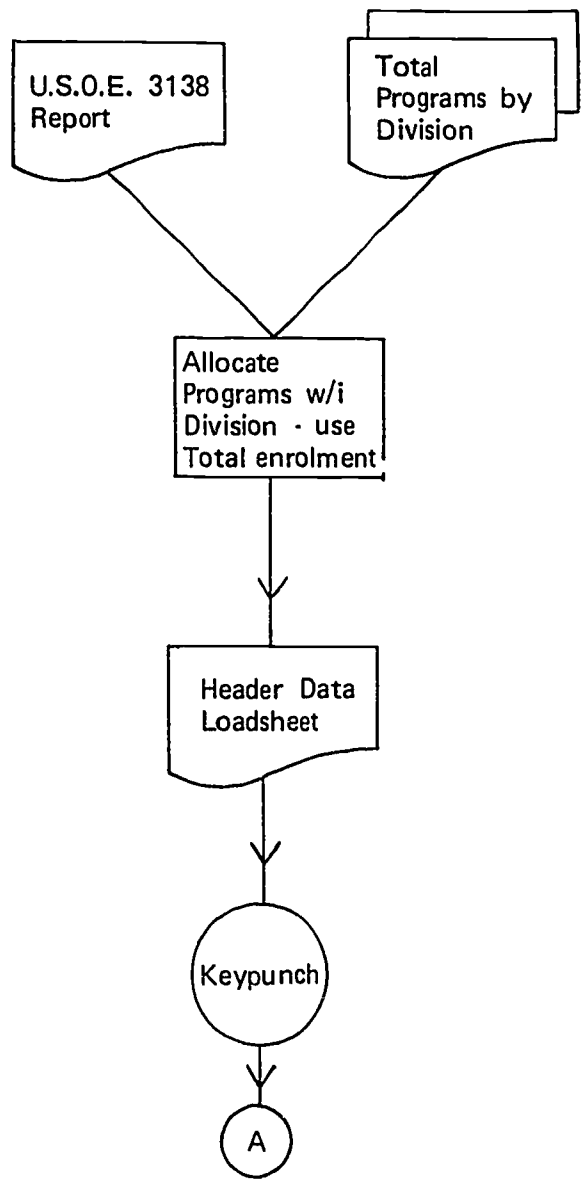 U.S.O.E. 3138
Report
Total
Programs by
Division
Allocate
Programs w/i
Division - use
Total enrolment
Header Data
Loadsheet
Keypunch
A